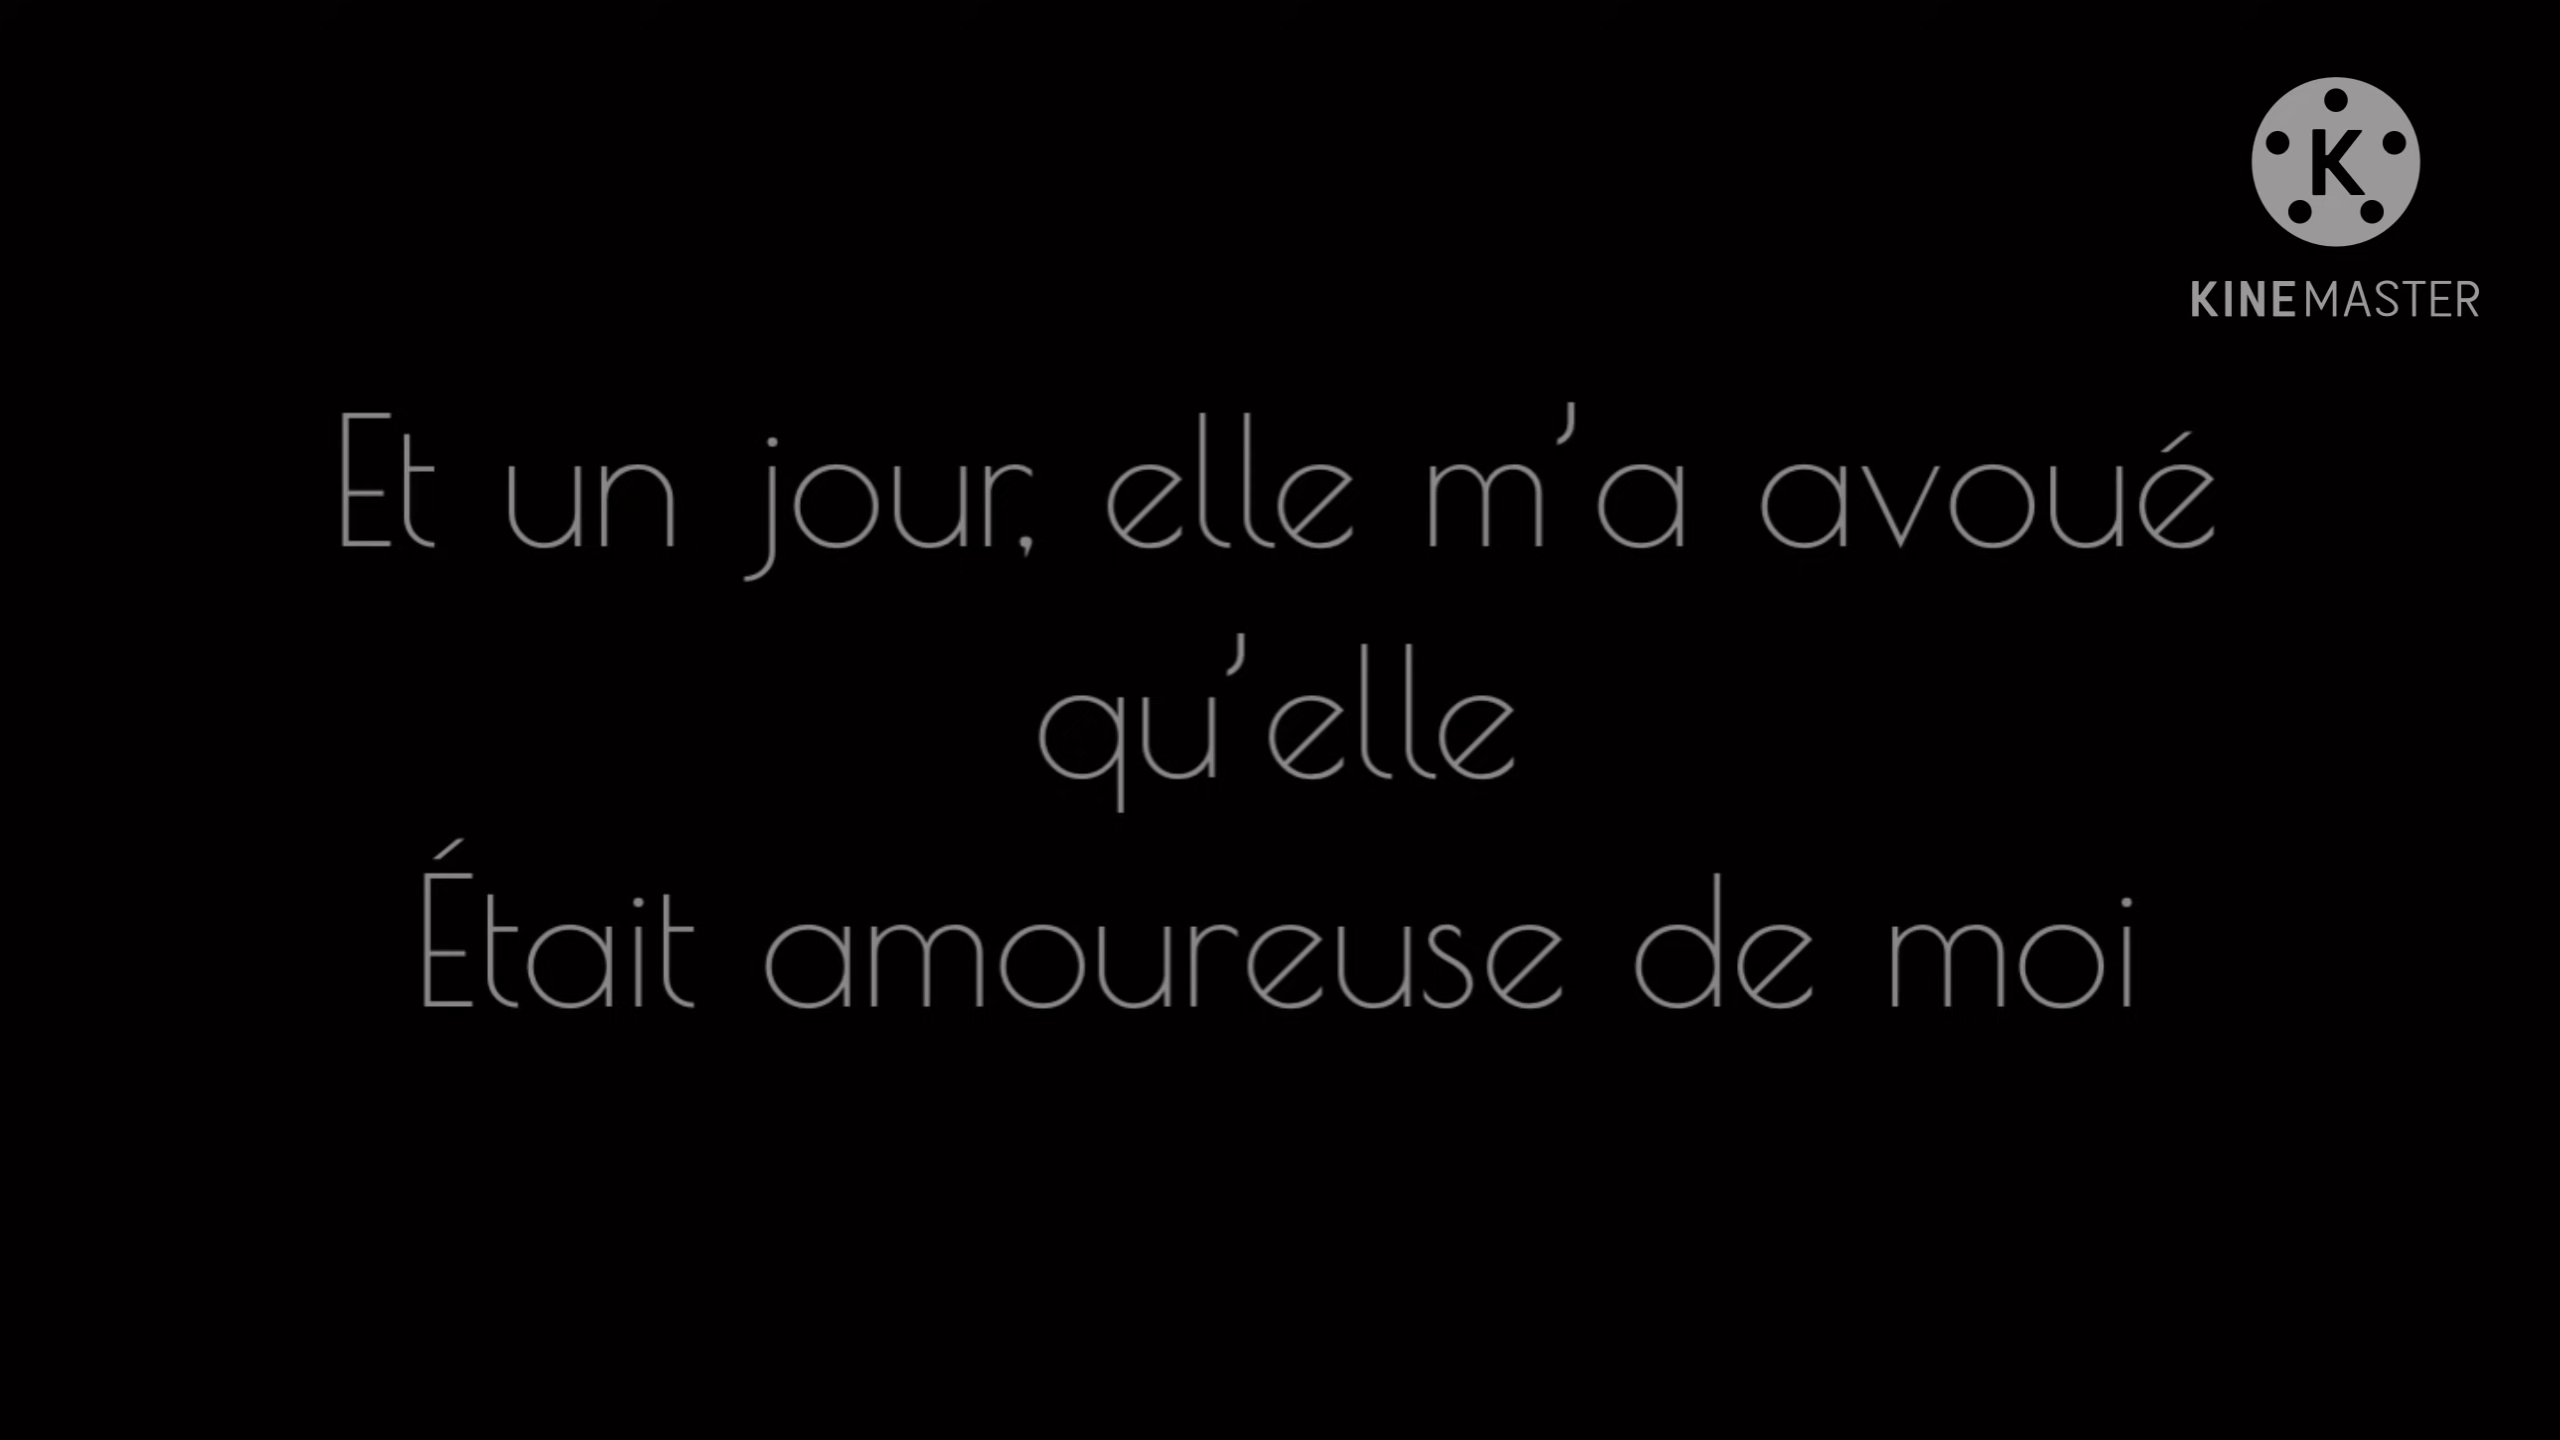 K
KINEMASTER
Et un jour, elle m’a avoué
qu’elle
Était amoureuse de moi